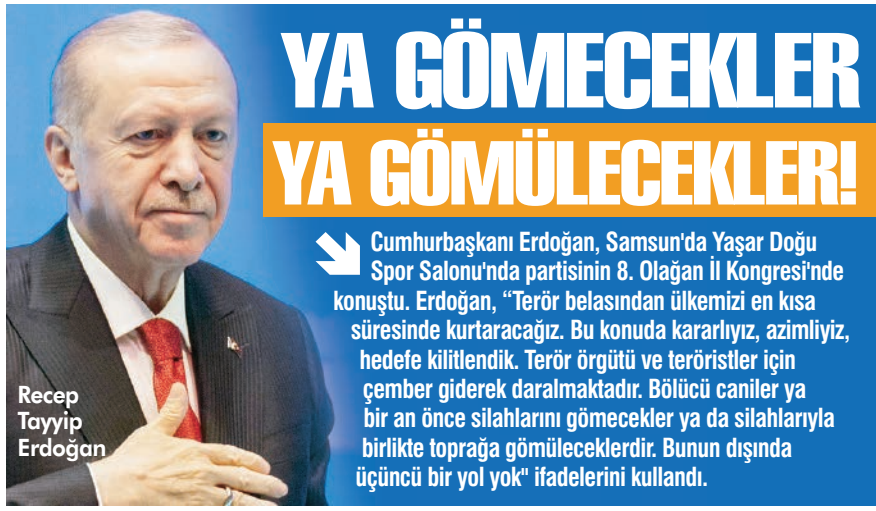 YA GÖMECEKLER
YA GÖMÜLECEKLER!
Cumhurbaşkanı Erdoğan, Samsun'da Yaşar Doğu
Spor Salonu'nda partisinin 8. Olağan İl Kongresi'nde
konuştu. Erdoğan, “Terör belasından ülkemizi en kısa
süresinde kurtaracağız. Bu konuda kararlıyız, azimliyiz,
hedefe kilitlendik. Terör örgütü ve teröristler için
çember giderek daralmaktadır. Bölücü caniler ya
bir an önce silahlarını gömecekler ya da silahlarıyla
birlikte toprağa gömüleceklerdir. Bunun dışında
üçüncü bir yol yok" ifadelerini kullandı.
Recep
Tayyip
Erdoğan